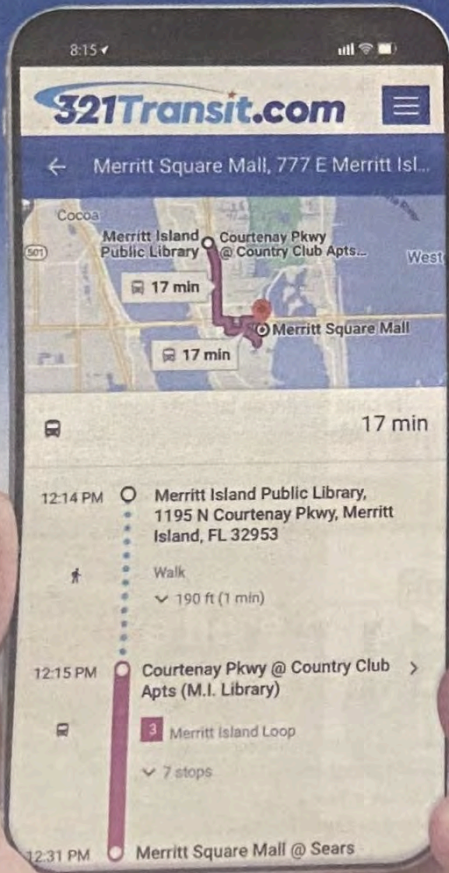 8:15
321Transit.com
← Merritt Square Mall, 777 E Merritt Isl...
Cocoa
501
Merritt Island
Public Library
Courtenay Pkwy
@ Country Club Apts...
West
17 min
Merritt Square Mall
17 min
17 min
12:14 PM
Merritt Island Public Library,
1195 N Courtenay Pkwy, Merritt
Island, FL 32953
Walk
190 ft (1 min)
12:15 PM
Courtenay Pkwy @ Country Club
Apts (M.I. Library)
3 Merritt Island Loop
7 stops
12:31 PM
Merritt Square Mall @ Sears